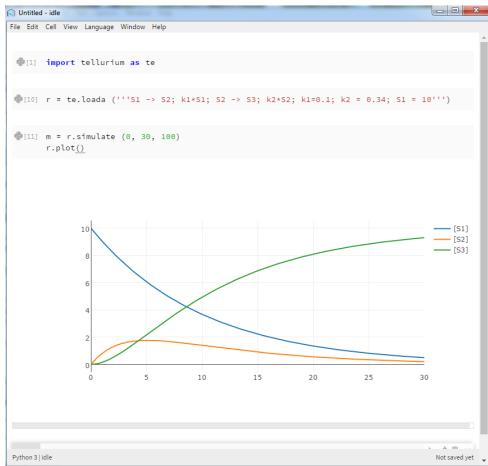 Untitled - idle
File Edit Cell View Language Window Help
[1] import tellurium as te
[10] r = te.loada ('''S1 -> S2; k1*S1; S2 -> S3; k2*S2; k1=0.1; k2 = 0.34; S1 = 10''')
[11] m = r.simulate (0, 30, 100)
r.plot()
10
[S1]
[S2]
8
[S3]
6
4
2
0
0 5 10 15 20 25 30
Python 3 | idle Not saved yet